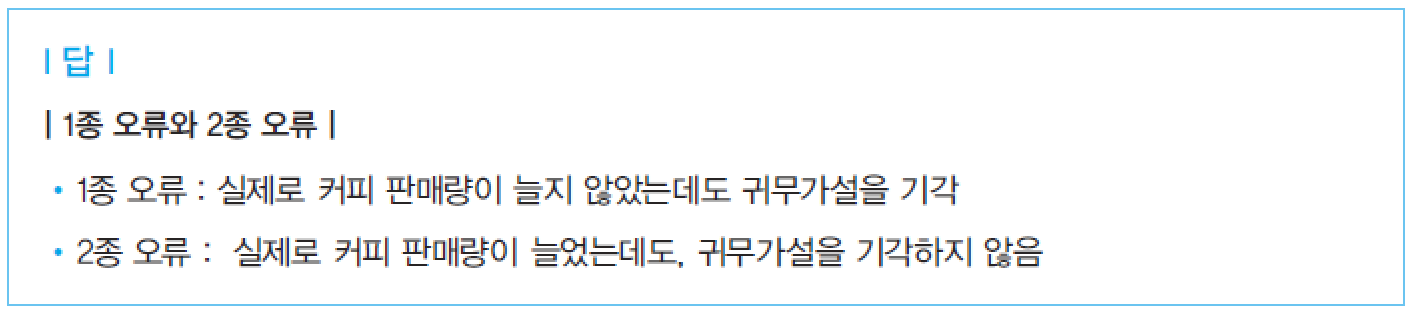 | 답 |
| 1종 오류와 2종 오류 |
• 1종 오류 : 실제로 커피 판매량이 늘지 않았는데도 귀무가설을 기각
• 2종 오류 : 실제로 커피 판매량이 늘었는데도, 귀무가설을 기각하지 않음